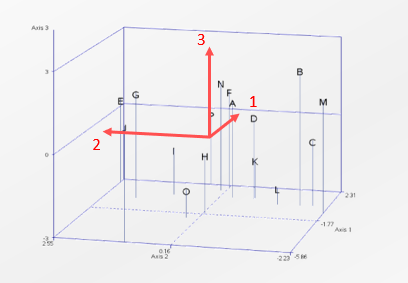 Axis 3
3
3
1
N
B
E
G
F
A
M
P
D
J
2
C
0
I
H
K
O
L
2.31
-3
2.55
-1.77
Axis 1
0.16
Axis 2
-2.23
-5.86